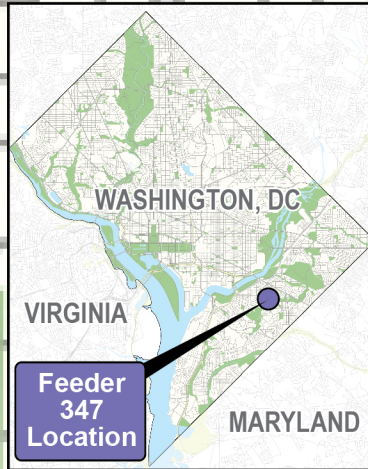 WASHINGTON, DC
VIRGINIA
Feeder
347
Location
MARYLAND